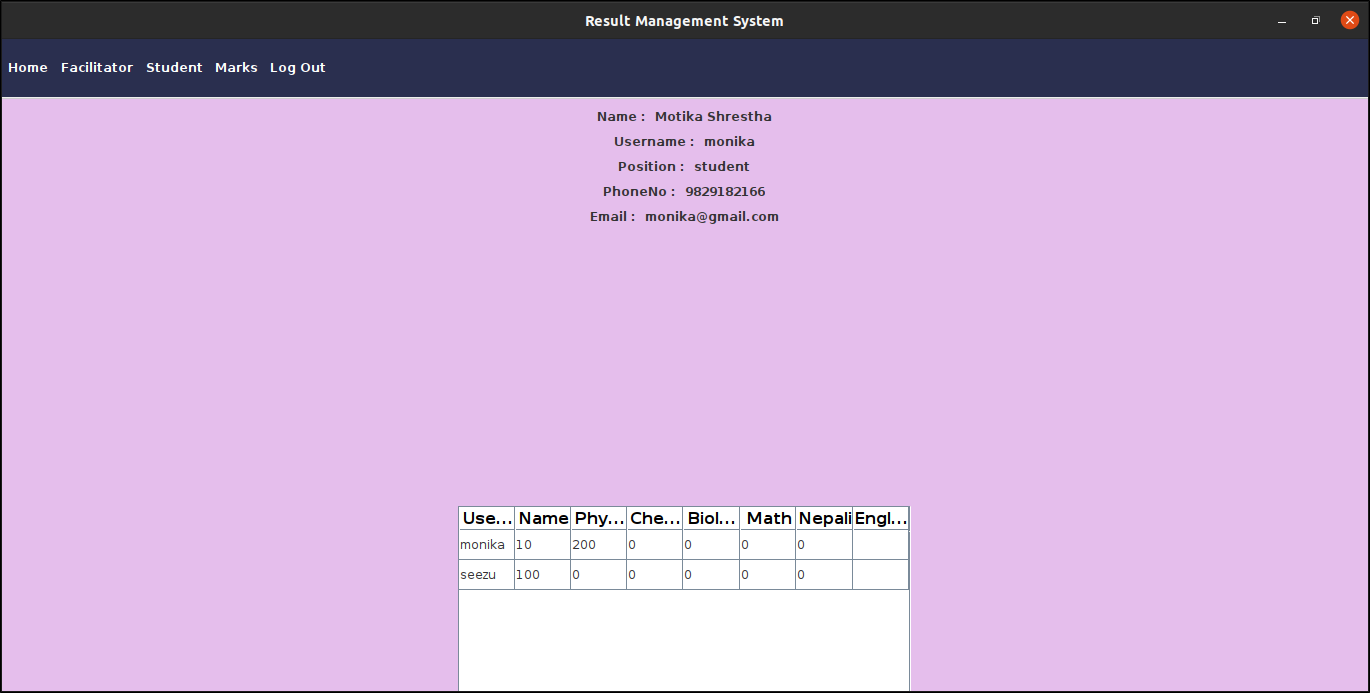 Result Management System
Home Facilitator Student Marks Log Out
Name : Motika Shrestha
Username : monika
Position : student
PhoneNo : 9829182166
Email : monika@gmail.com
Use... Name Phy... Che... Biol... Math Nepali Engl...
monika 10 200 0 0 0 0
seezu 100 0 0 0 0 0